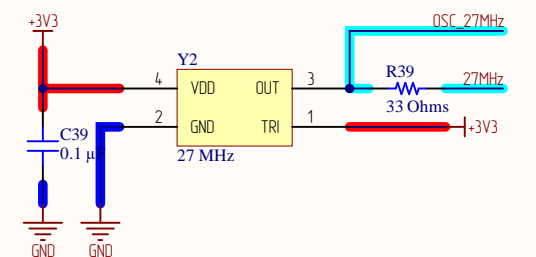 +3V3
OSC_27MHz
Y2
4
VDD
OUT
3
R39
27MHz
33 Ohms
2
GND
TRI
1
+3V3
C39
0.1 µ
27 MHz
GND
GND